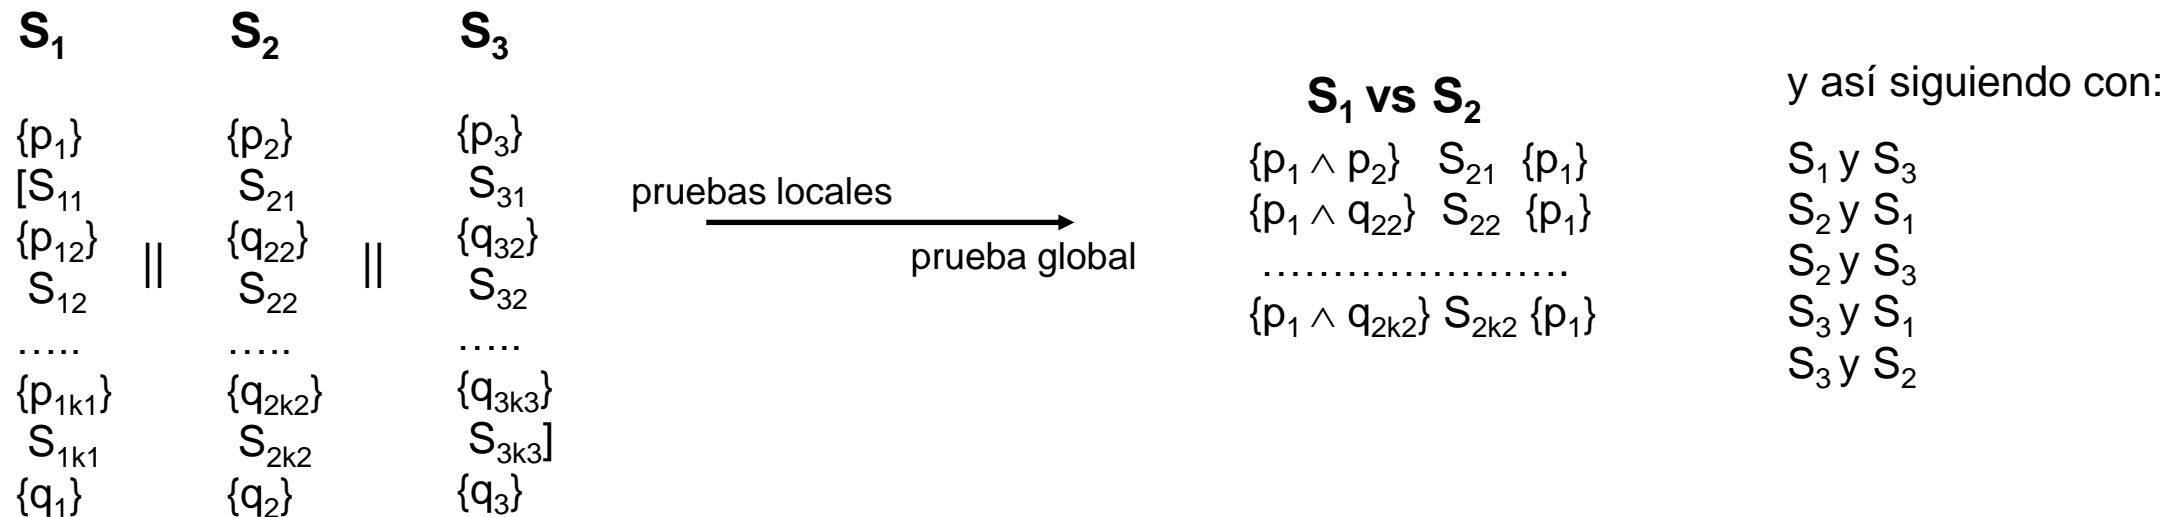 S₁ S₂ S₃
{p₁} {p₂} {p₃}
[S₁₁ S₂₁ S₃₁
{p₁₂} {q₂₂} {q₃₂}
|| ||
S₁₂ S₂₂ S₃₂
….. ….. …..
{p₁ₖ₁} {q₂ₖ₂} {q₃ₖ₃}
S₁ₖ₁ S₂ₖ₂ S₃ₖ₃]
{q₁} {q₂} {q₃}
pruebas locales
prueba global
S₁ vs S₂
{p₁ ∧ p₂} S₂₁ {p₁}
{p₁ ∧ q₂₂} S₂₂ {p₁}
…………………
{p₁ ∧ q₂ₖ₂} S₂ₖ₂ {p₁}
y así siguiendo con:
S₁ y S₃
S₂ y S₁
S₂ y S₃
S₃ y S₁
S₃ y S₂